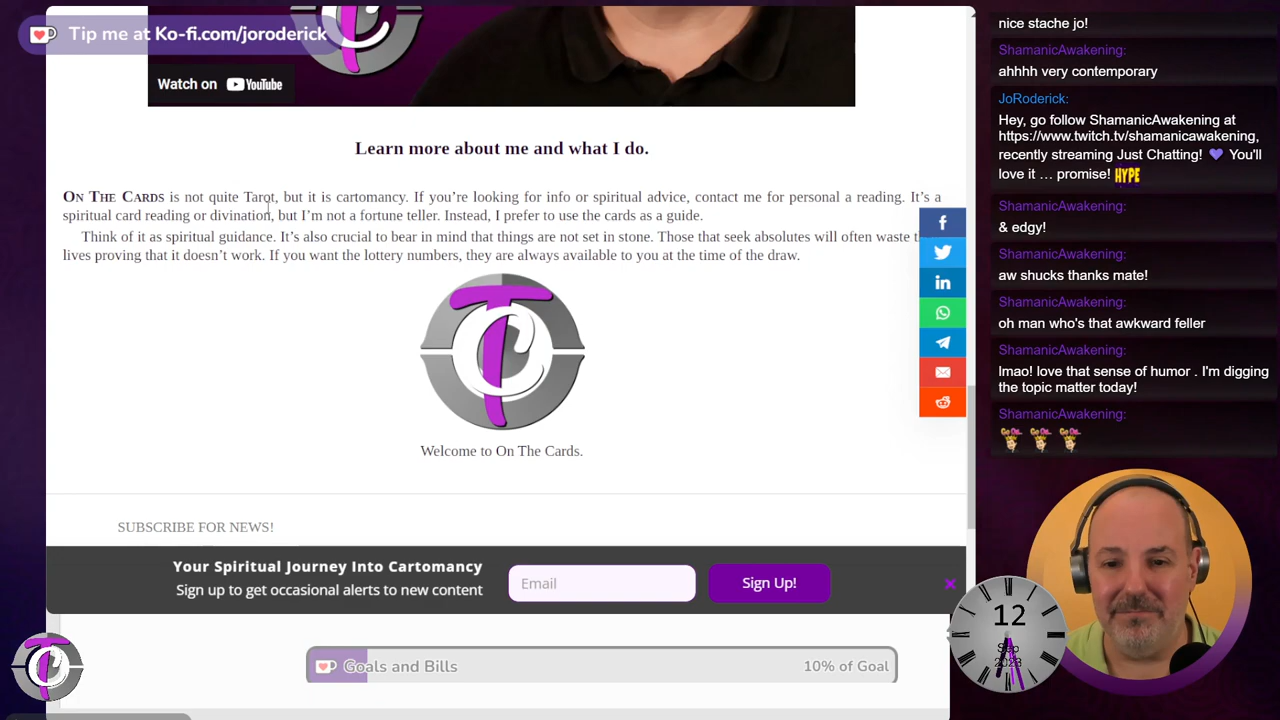 Tip me at Ko-fi.com/joroderick
Watch on YouTube
Learn more about me and what I do.
ON THE CARDS is not quite Tarot, but it is cartomancy. If you're looking for info or spiritual advice, contact me for personal a reading. It's a
spiritual card reading or divination, but I'm not a fortune teller. Instead, I prefer to use the cards as a guide.
Think of it as spiritual guidance. It's also crucial to bear in mind that things are not set in stone. Those that seek absolutes will often waste
lives proving that it doesn't work. If you want the lottery numbers, they are always available to you at the time of the draw.
TC
Welcome to On The Cards.
SUBSCRIBE FOR NEWS!
Your Spiritual Journey Into Cartomancy
Sign up to get occasional alerts to new content
Email
Sign Up!
Goals and Bills
10% of Goal
nice stache jo!
ShamanicAwakening:
ahhhh very contemporary
JoRoderick:
Hey, go follow ShamanicAwakening at
https://www.twitch.tv/shamanicawakening,
recently streaming Just Chatting! 💜 You'll
love it … promise! HYPE
ShamanicAwakening:
& edgy!
ShamanicAwakening:
aw shucks thanks mate!
ShamanicAwakening:
oh man who's that awkward feller
ShamanicAwakening:
lmao! love that sense of humor . I'm digging
the topic matter today!
ShamanicAwakening:
12
Sep
2023